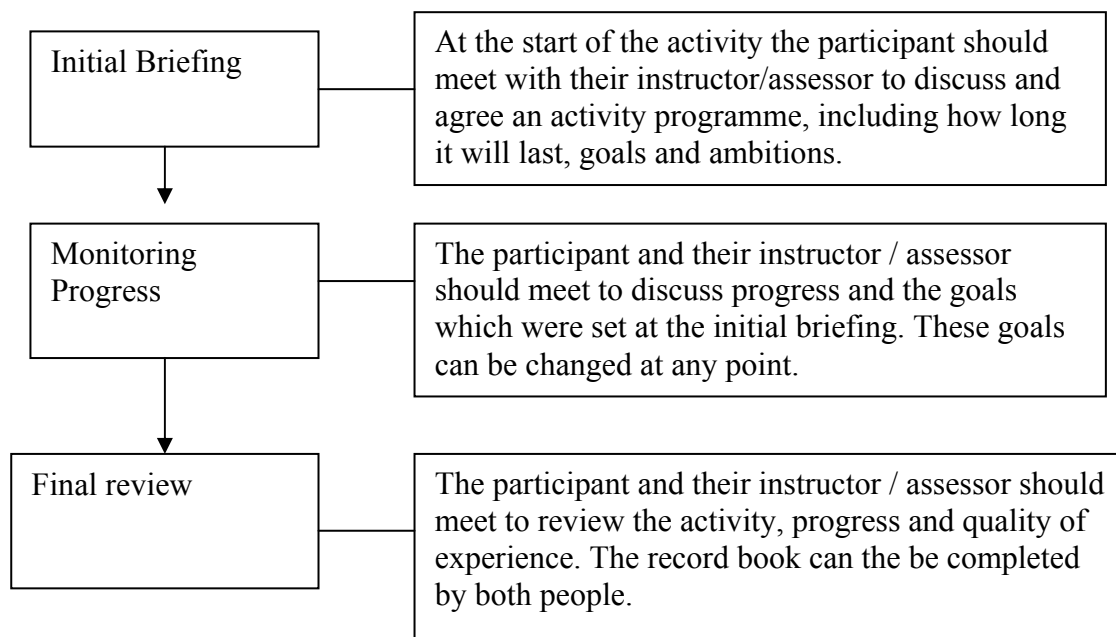 Initial Briefing
At the start of the activity the participant should
meet with their instructor/assessor to discuss and
agree an activity programme, including how long
it will last, goals and ambitions.
Monitoring
Progress
The participant and their instructor / assessor
should meet to discuss progress and the goals
which were set at the initial briefing. These goals
can be changed at any point.
Final review
The participant and their instructor / assessor should
meet to review the activity, progress and quality of
experience. The record book can the be completed
by both people.